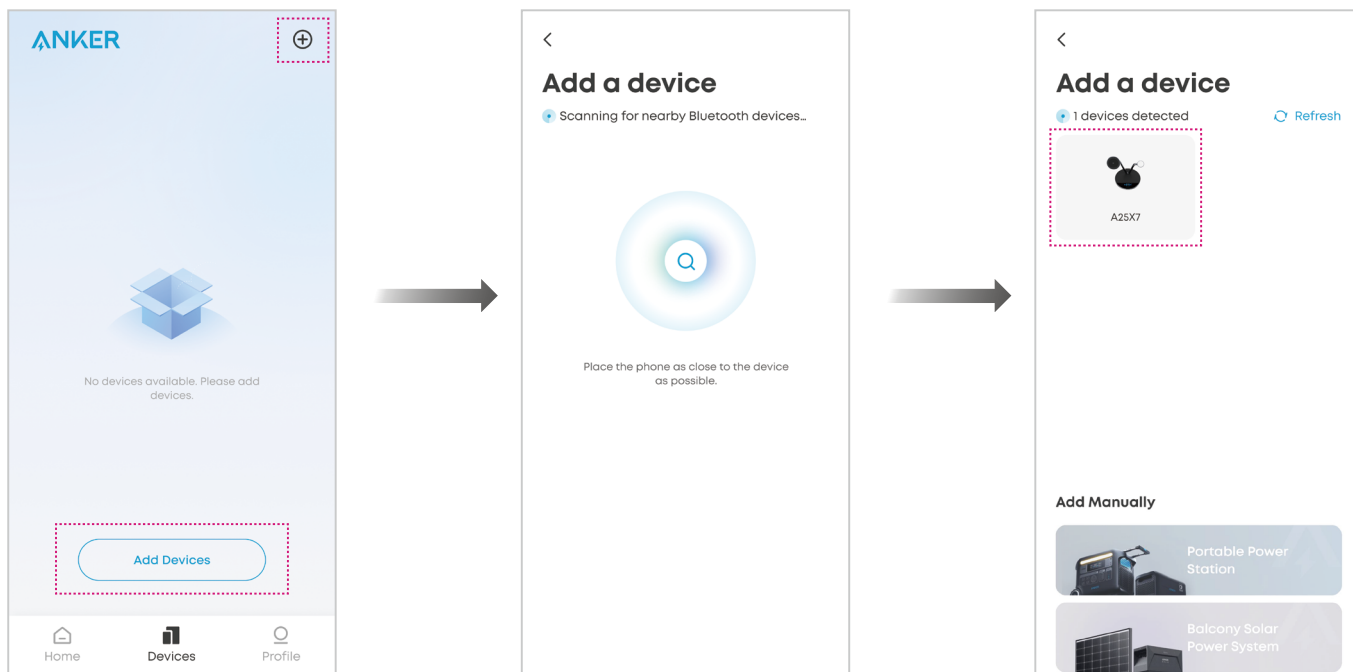 ANKER
No devices available. Please add
devices.
Add Devices
Home
Devices
Profile
Add a device
Scanning for nearby Bluetooth devices...
Place the phone as close to the device
as possible.
Add a device
1 devices detected
Refresh
A25X7
Add Manually
Portable Power
Station
Balcony Solar
Power System